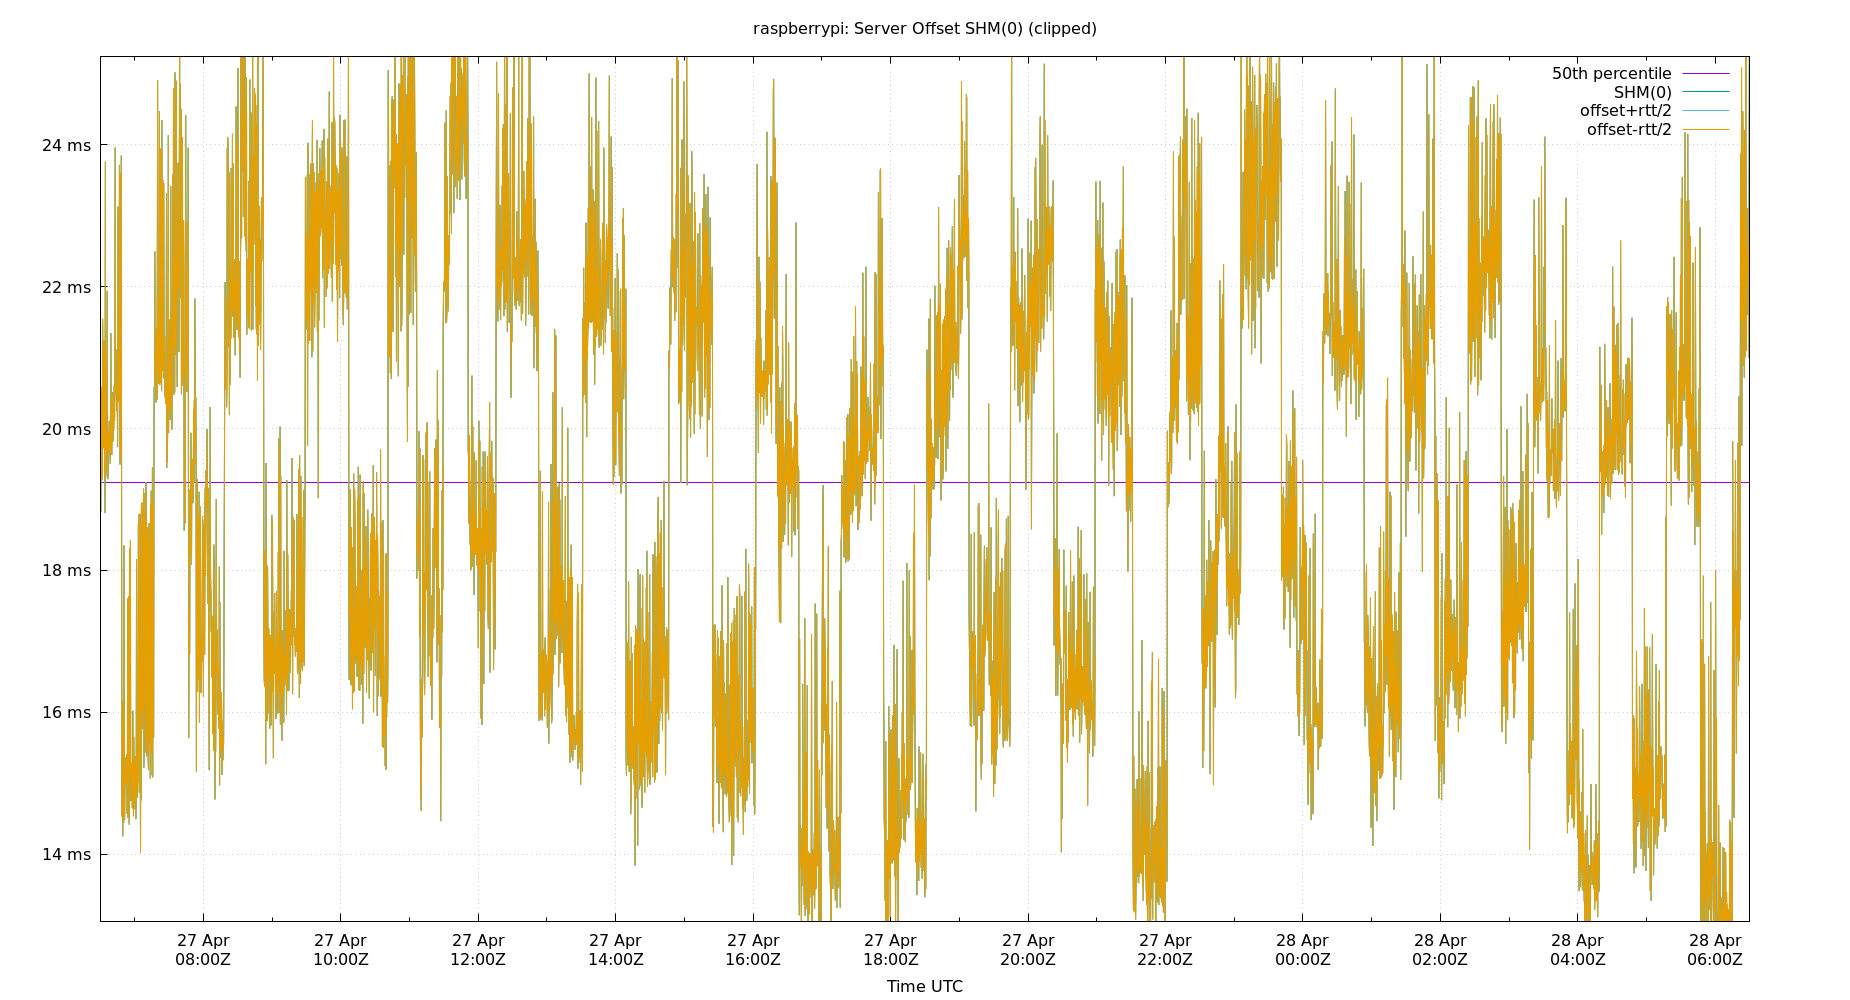 raspberrypi: Server Offset SHM(0) (clipped)
50th percentile
SHM(0)
offset+rtt/2
offset-rtt/2
24 ms
22 ms
20 ms
18 ms
16 ms
14 ms
27 Apr 27 Apr 27 Apr 27 Apr 27 Apr 27 Apr 27 Apr 27 Apr 28 Apr 28 Apr 28 Apr 28 Apr
08:00Z 10:00Z 12:00Z 14:00Z 16:00Z 18:00Z 20:00Z 22:00Z 00:00Z 02:00Z 04:00Z 06:00Z
Time UTC